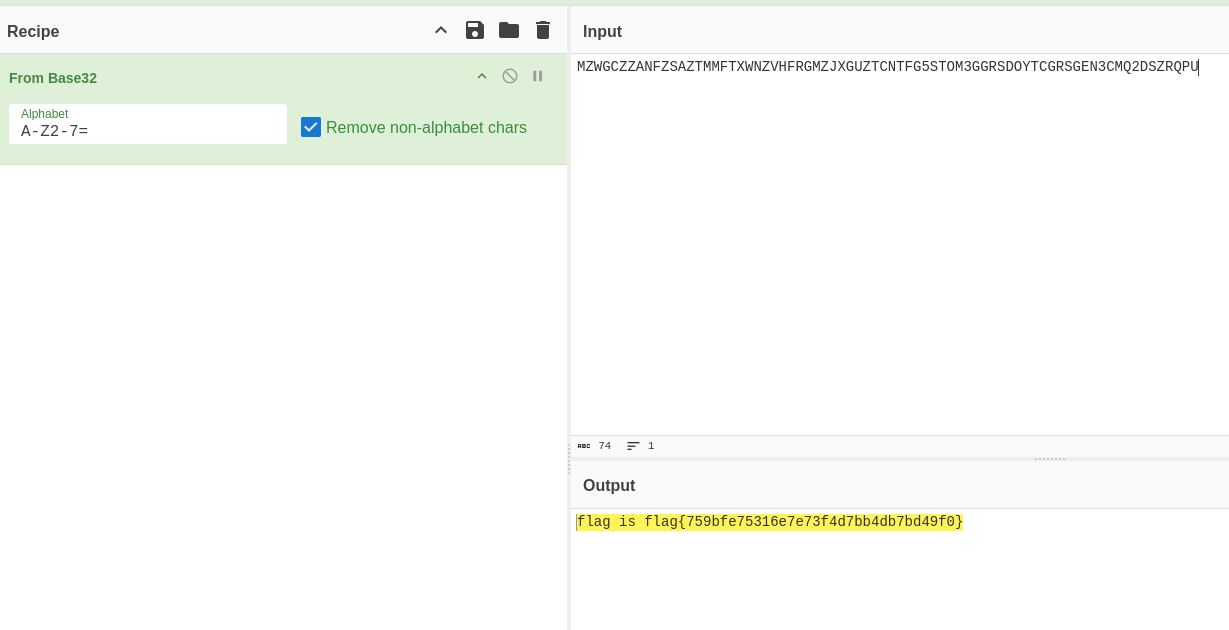 Recipe
From Base32
Alphabet
A-Z2-7=
Remove non-alphabet chars
Input
MZWGCZZANFZSAZTMMFTXWNZVHFRGMZJXGUZTCNTFG5STOM3GGRSDOYTCGRSGEN3CMQ2DSZRQPU
ABC 74 1
Output
flag is flag{759bfe75316e7e73f4d7bb4db7bd49f0}